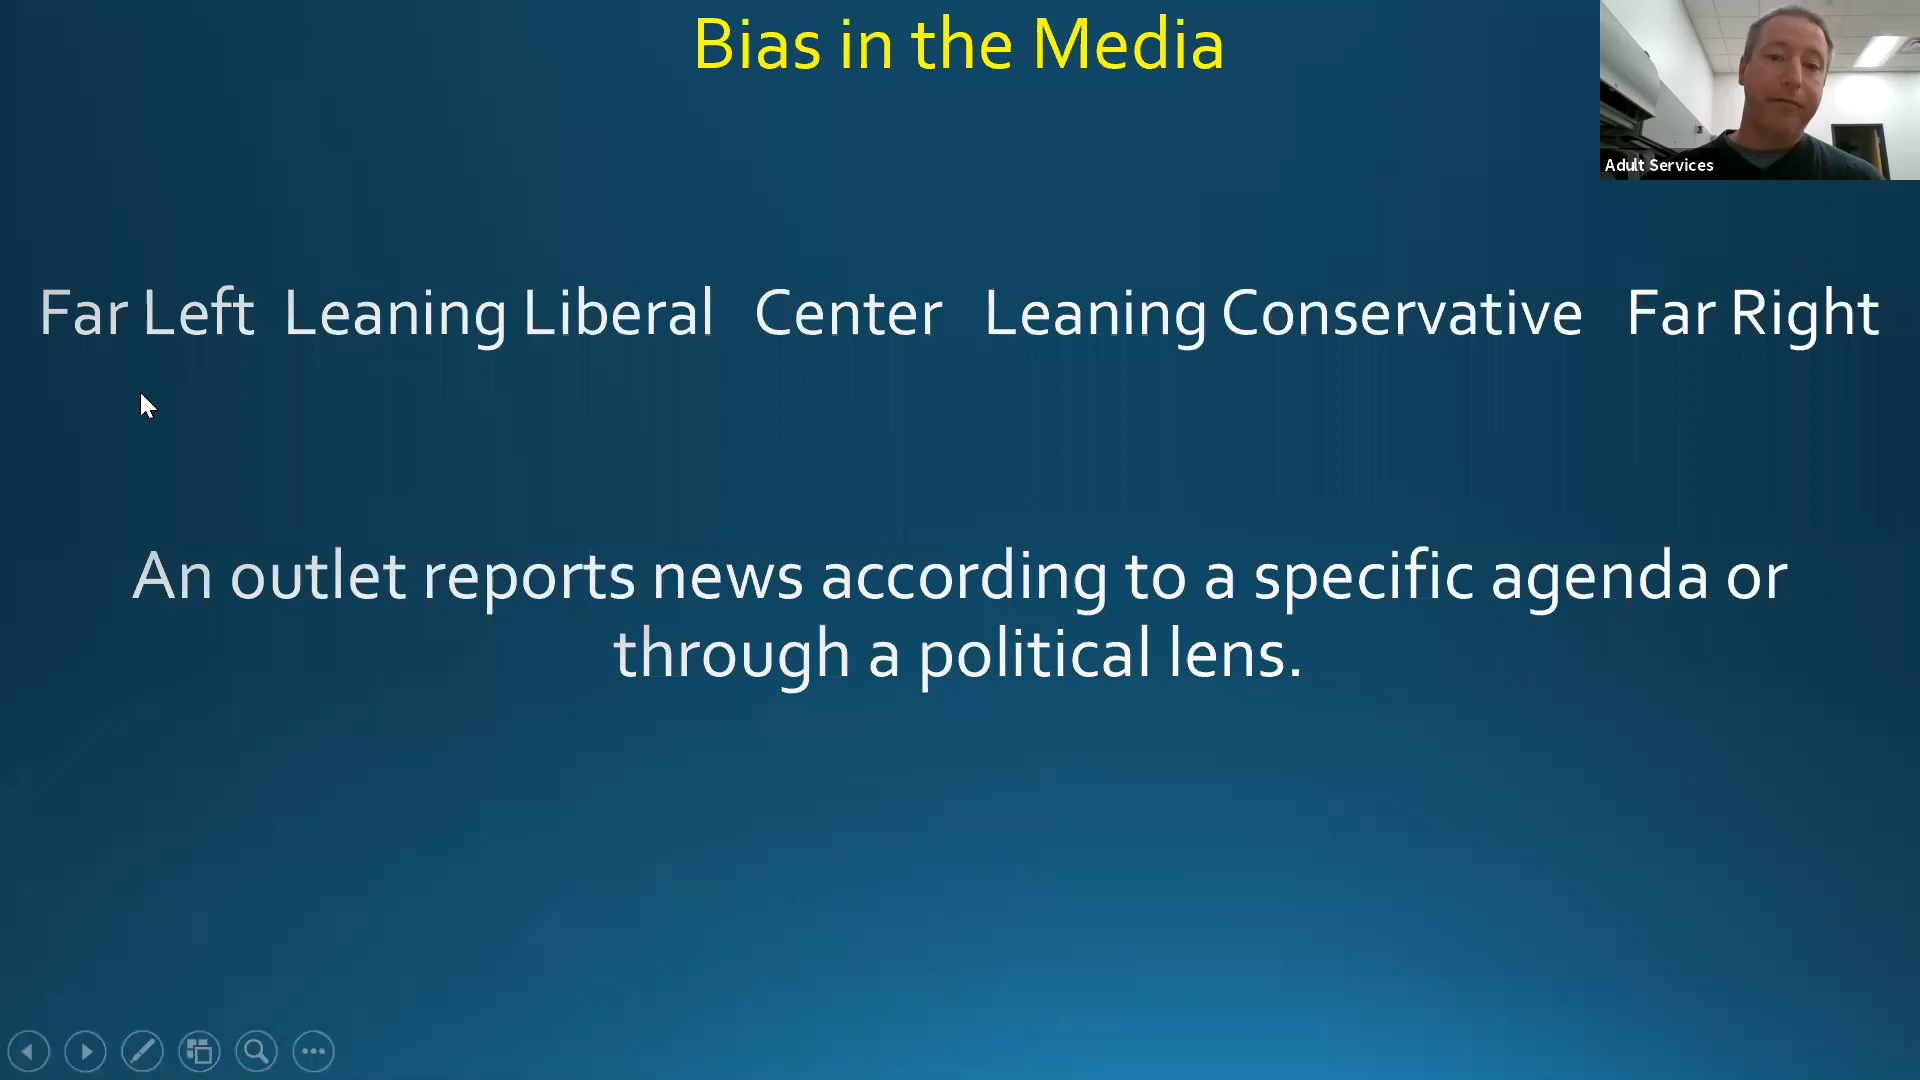 Bias in the Media
Adult Services
Far Left Leaning Liberal Center Leaning Conservative Far Right
An outlet reports news according to a specific agenda or
through a political lens.